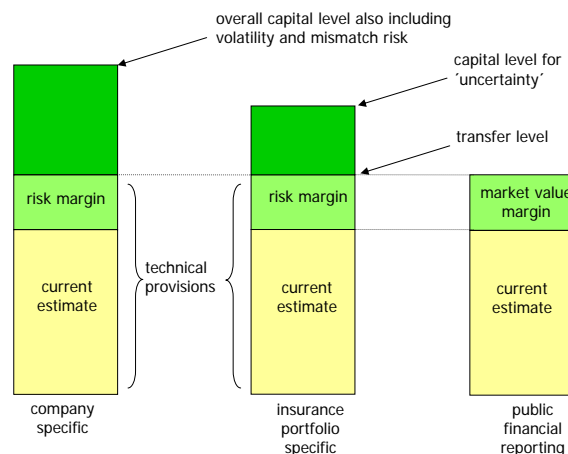 overall capital level also including
volatility and mismatch risk
capital level for
´uncertainty´
transfer level
risk margin
risk margin
market value
margin
technical
provisions
current
estimate
current
estimate
current
estimate
company
specific
insurance
portfolio
specific
public
financial
reporting